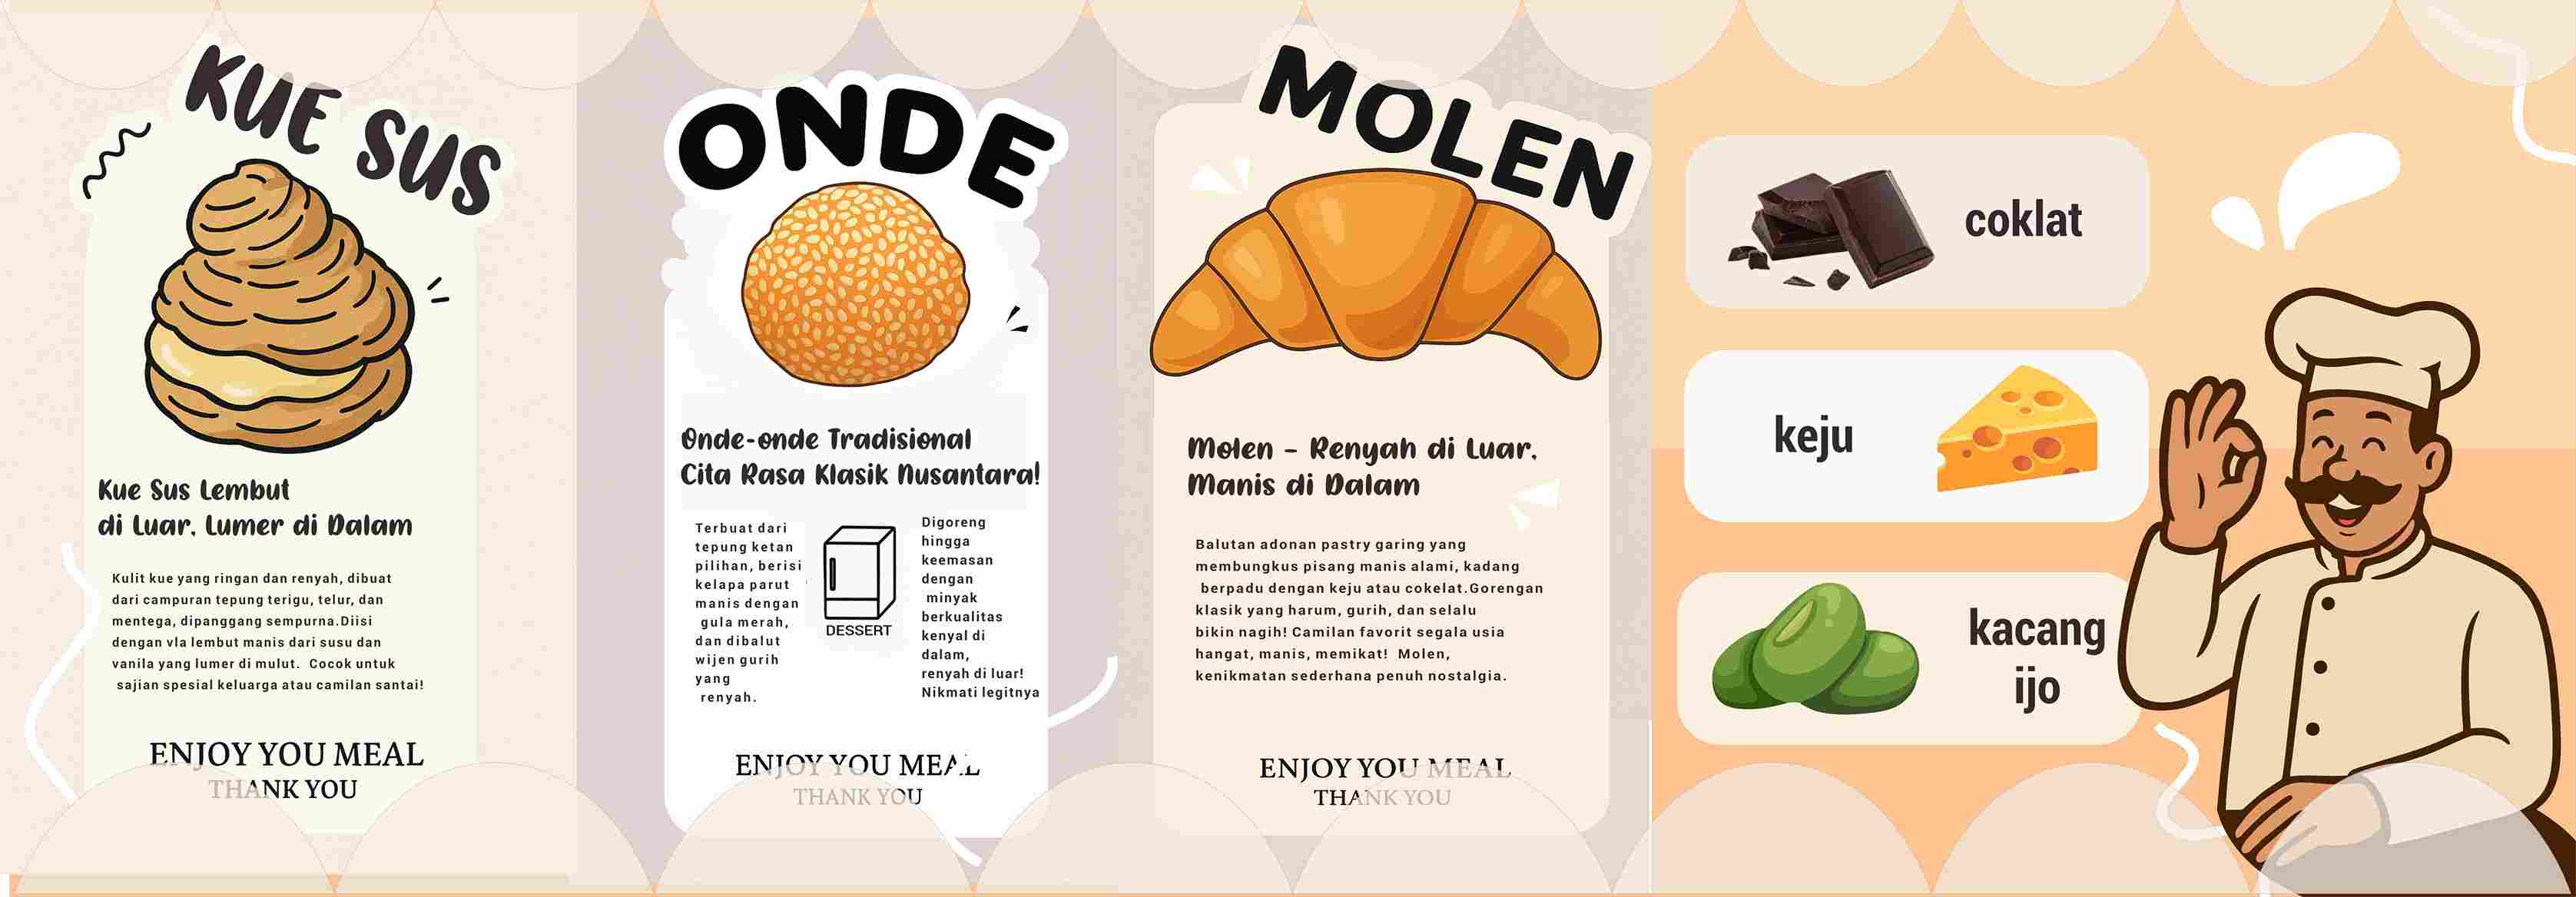 KUE SUS
Kue Sus Lembut
di Luar, Lumer di Dalam
Kulit kue yang ringan dan renyah, dibuat
dari campuran tepung terigu, telur, dan
mentega, dipanggang sempurna.Diisi
dengan vla lembut manis dari susu dan
vanila yang lumer di mulut. Cocok untuk
sajian spesial keluarga atau camilan santai!
ENJOY YOU MEAL
THANK YOU
ONDE
Onde-onde Tradisional
Cita Rasa Klasik Nusantara!
Terbuat dari
tepung ketan
pilihan, berisi
kelapa parut
manis dengan
gula merah,
dan dibalut
wijen gurih
yang
renyah.
DESSERT
Digoreng
hingga
keemasan
dengan
minyak
berkualitas
kenyal di
dalam,
renyah di luar!
Nikmati legitnya
ENJOY YOU MEAL
THANK YOU
MOLEN
Molen - Renyah di Luar,
Manis di Dalam
Balutan adonan pastry garing yang
membungkus pisang manis alami, kadang
berpadu dengan keju atau cokelat.Gorengan
klasik yang harum, gurih, dan selalu
bikin nagih! Camilan favorit segala usia
hangat, manis, memikat! Molen,
kenikmatan sederhana penuh nostalgia.
ENJOY YOU MEAL
THANK YOU
coklat
keju
kacang
ijo